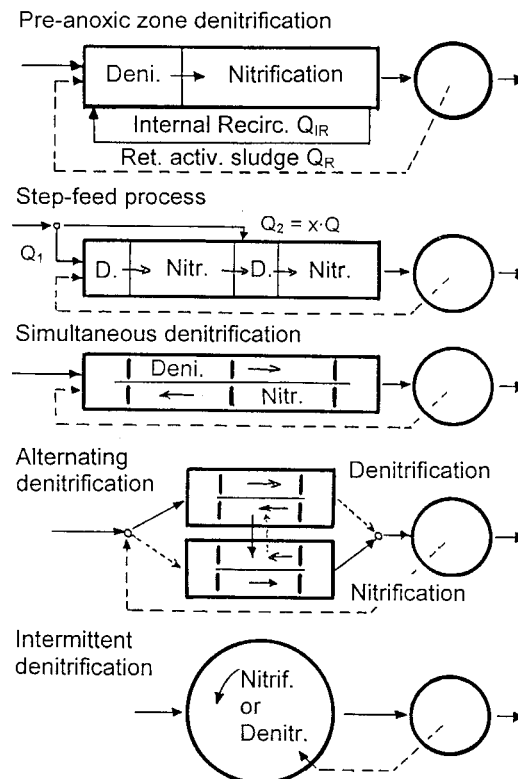 Pre-anoxic zone denitrification
Deni. Nitrification
Internal Recirc. Q_IR
Ret. activ. sludge Q_R
Step-feed process
Q_2 = x·Q
Q_1
D. Nitr. D. Nitr.
Simultaneous denitrification
Deni.
Nitr.
Alternating Denitrification
denitrification
Nitrification
Intermittent
denitrification
Nitrif.
or
Denitr.